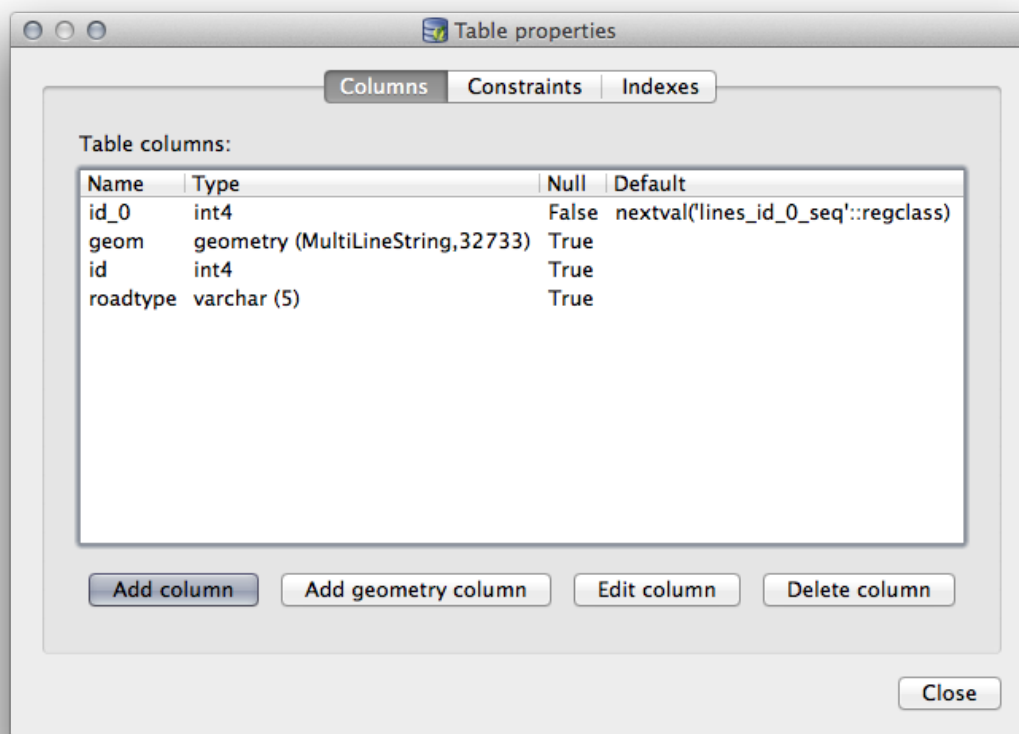 Table properties
Columns Constraints Indexes
Table columns:
Name Type Null Default
id_0 int4 False nextval('lines_id_0_seq'::regclass)
geom geometry (MultiLineString,32733) True
id int4 True
roadtype varchar (5) True
Add column Add geometry column Edit column Delete column
Close